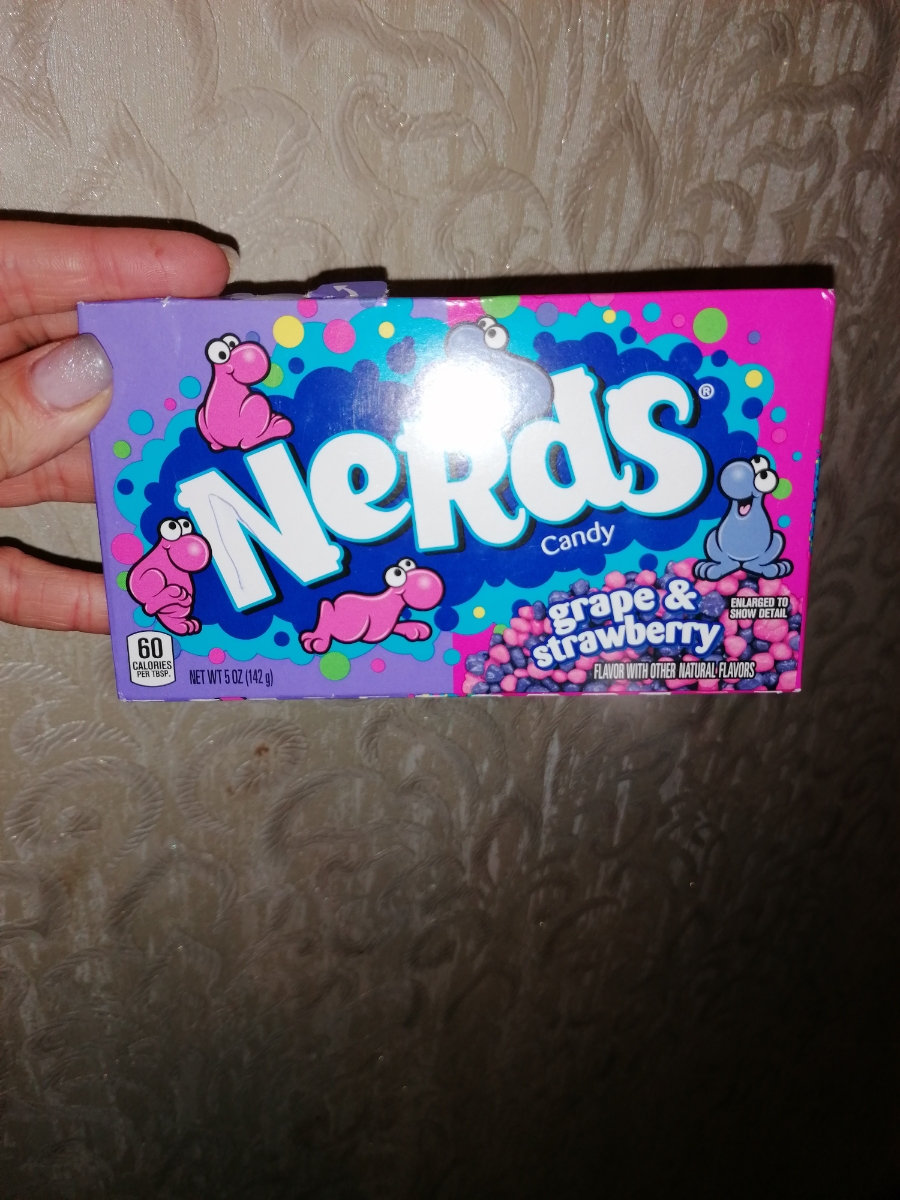 NeRds®
Candy
grape &
strawberry
ENLARGED TO
SHOW DETAIL
FLAVOR WITH OTHER NATURAL FLAVORS
60
CALORIES
PER TBSP.
NET WT 5 OZ (142 g)